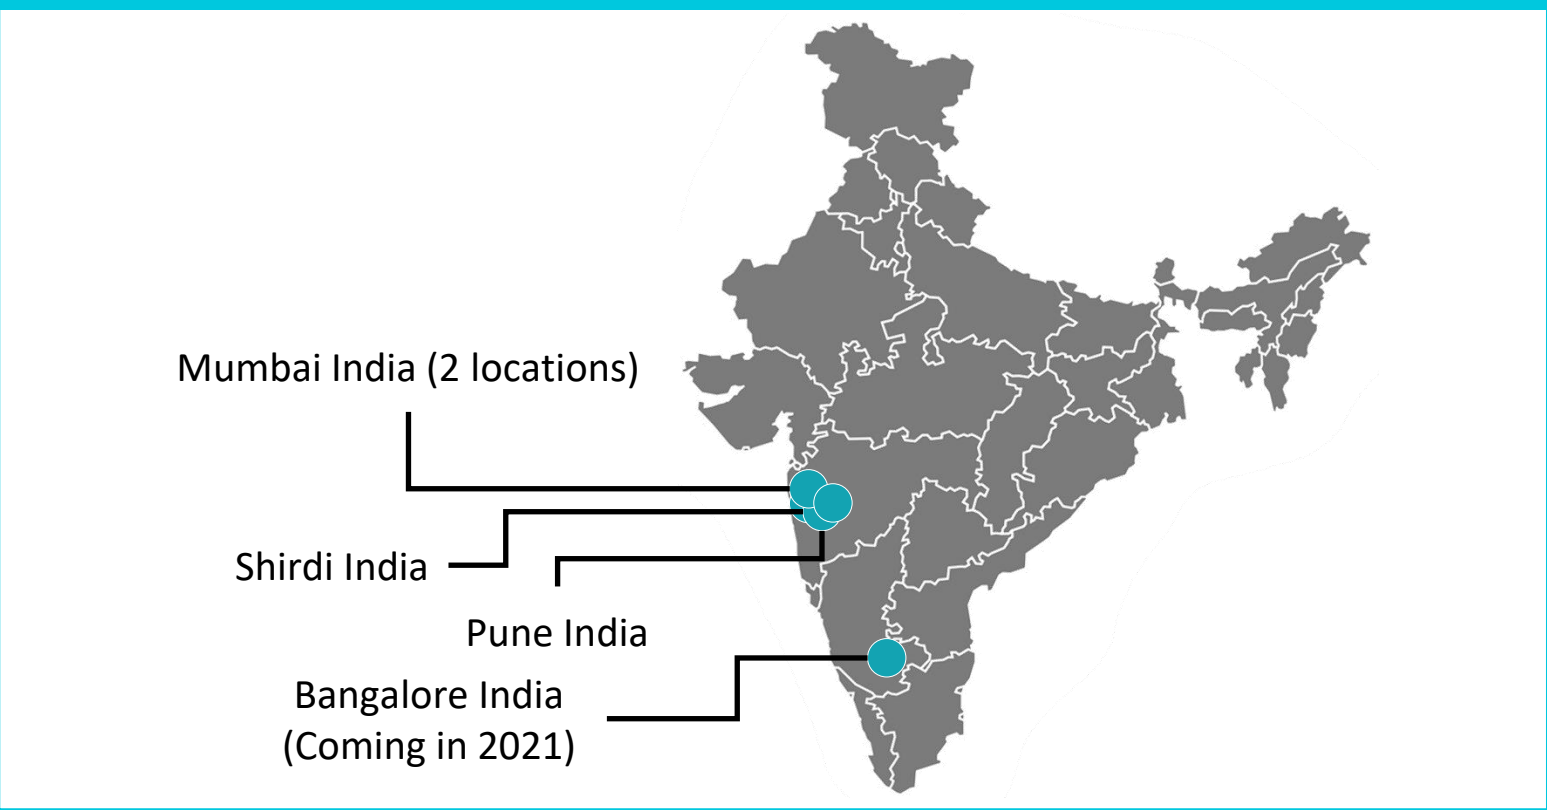 Mumbai India (2 locations)
Shirdi India
Pune India
Bangalore India
(Coming in 2021)